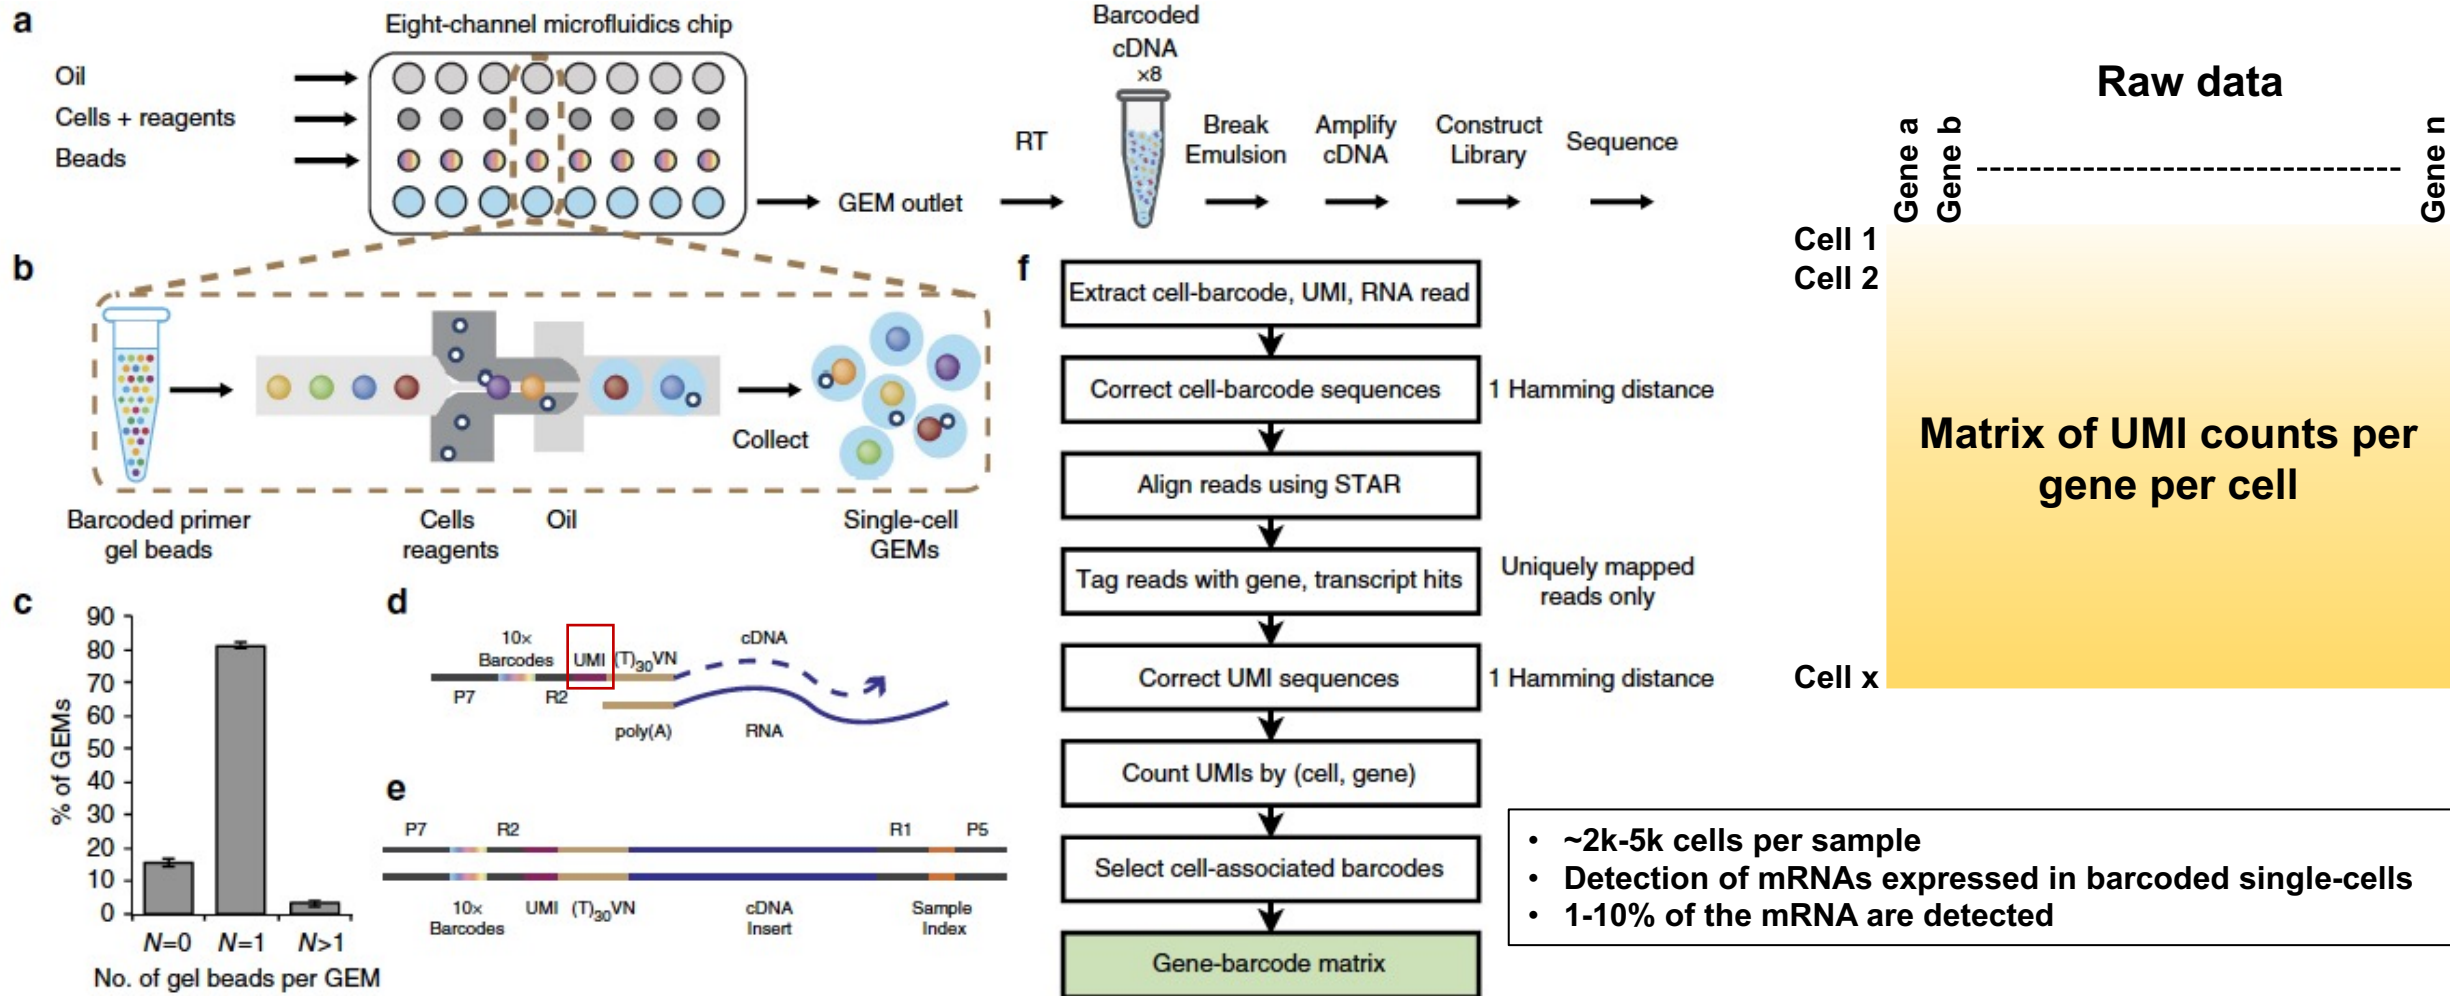 a
Eight-channel microfluidics chip
Oil
Cells + reagents
Beads
GEM outlet
RT
Barcoded
cDNA
×8
Break
Emulsion
Amplify
cDNA
Construct
Library
Sequence
Raw data
Gene a
Gene b
Gene n
Cell 1
Cell 2
Matrix of UMI counts per
gene per cell
Cell x
b
Collect
Barcoded primer
gel beads
Cells
reagents
Oil
Single-cell
GEMs
c
% of GEMs
90
80
70
60
50
40
30
20
10
0
N=0
N=1
N>1
No. of gel beads per GEM
d
10×
Barcodes
UMI
(T)30VN
cDNA
P7
R2
poly(A)
RNA
e
P7
R2
R1
P5
10×
Barcodes
UMI
(T)30VN
cDNA
Insert
Sample
Index
f
Extract cell-barcode, UMI, RNA read
Correct cell-barcode sequences
1 Hamming distance
Align reads using STAR
Tag reads with gene, transcript hits
Uniquely mapped
reads only
Correct UMI sequences
1 Hamming distance
Count UMIs by (cell, gene)
Select cell-associated barcodes
Gene-barcode matrix
• ~2k-5k cells per sample
• Detection of mRNAs expressed in barcoded single-cells
• 1-10% of the mRNA are detected